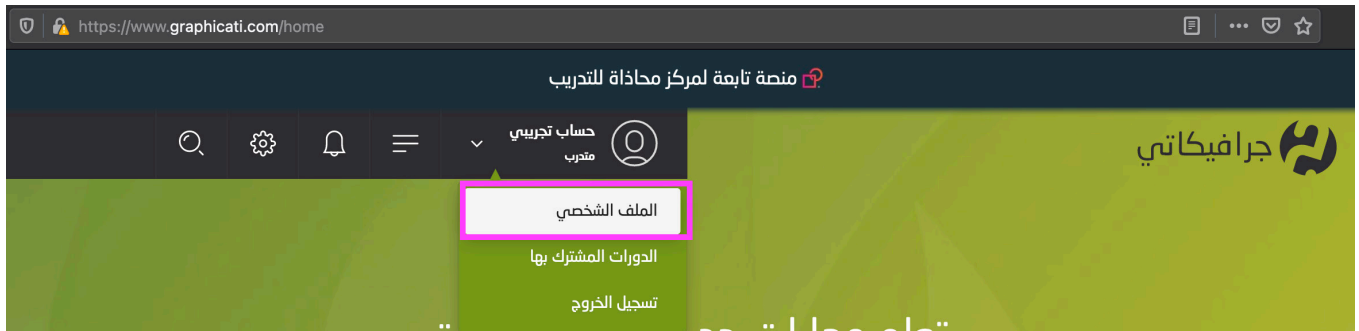 https://www.graphicati.com/home
منصة تابعة لمركز محاذاة للتدريب
جرافيكاتي
حساب تجريبي
متدرب
الملف الشخصي
الدورات المشترك بها
تسجيل الخروج